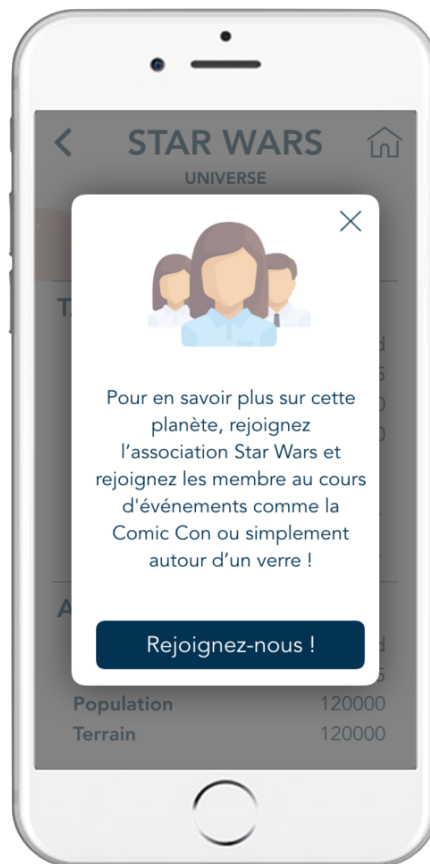 STAR WARS
UNIVERSE
Pour en savoir plus sur cette
planète, rejoignez
l'association Star Wars et
rejoignez les membre au cours
d'événements comme la
Comic Con ou simplement
autour d'un verre !
Rejoignez-nous !
Population 120000
Terrain 120000